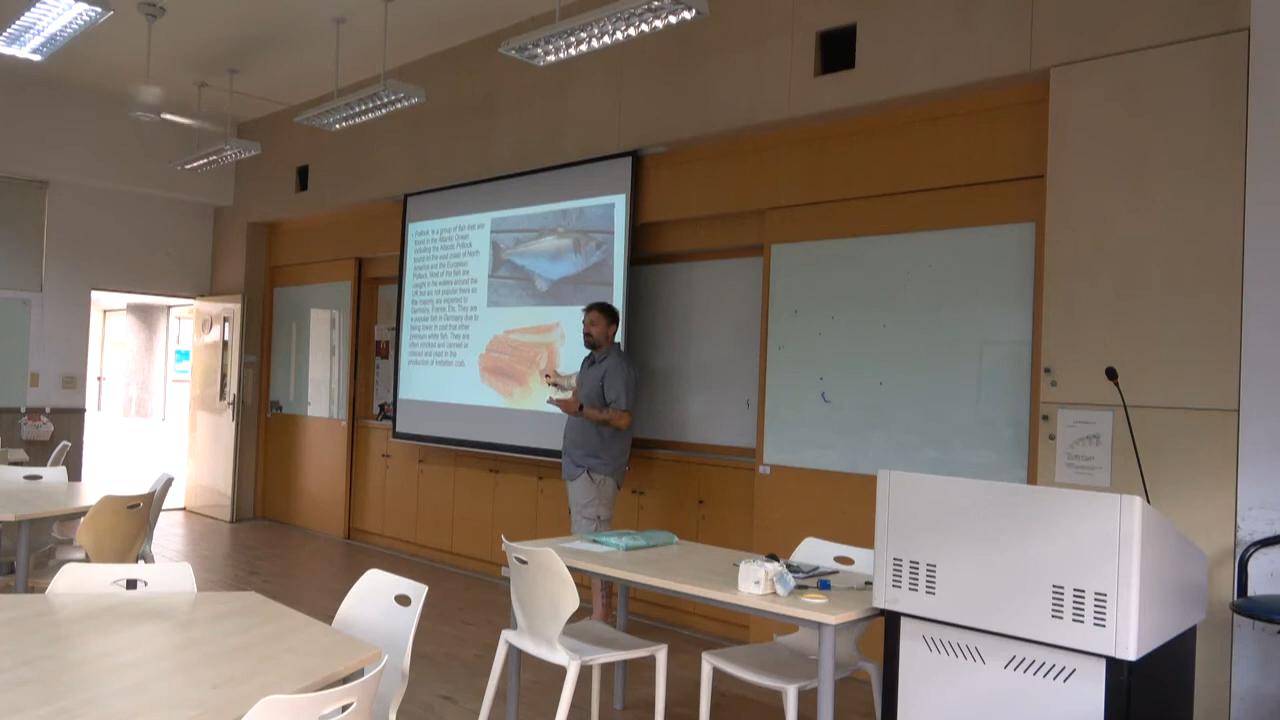 • Pollock, is a group of fish that are
found in the Atlantic Ocean
including the Atlantic Pollock
found on the east coast of North
America and the European
Pollock. Most of the fish are
caught in he waters around the
UK but are not popular there so
the majority are exported to
Germany, France, Etc. They are
a popular fish in Germany due to
being lower in cost that other
premium white fish. They are
often smoked and canned or
colored and used in the
production of imitation crab.